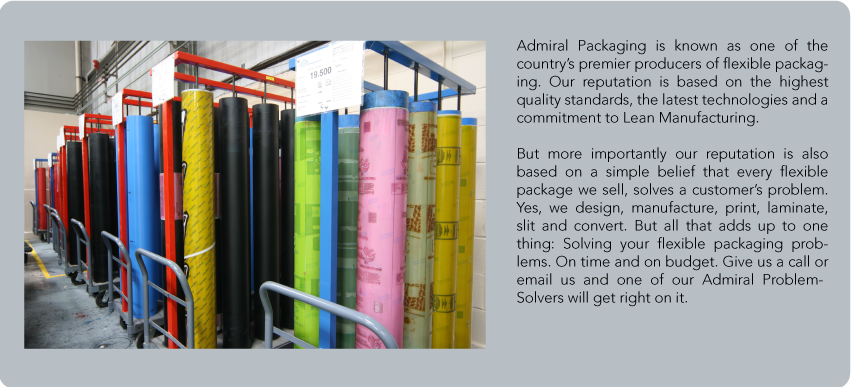 19.500
Admiral Packaging is known as one of the
country's premier producers of flexible packag-
ing. Our reputation is based on the highest
quality standards, the latest technologies and a
commitment to Lean Manufacturing.
But more importantly our reputation is also
based on a simple belief that every flexible
package we sell, solves a customer's problem.
Yes, we design, manufacture, print, laminate,
slit and convert. But all that adds up to one
thing: Solving your flexible packaging prob-
lems. On time and on budget. Give us a call or
email us and one of our Admiral Problem-
Solvers will get right on it.